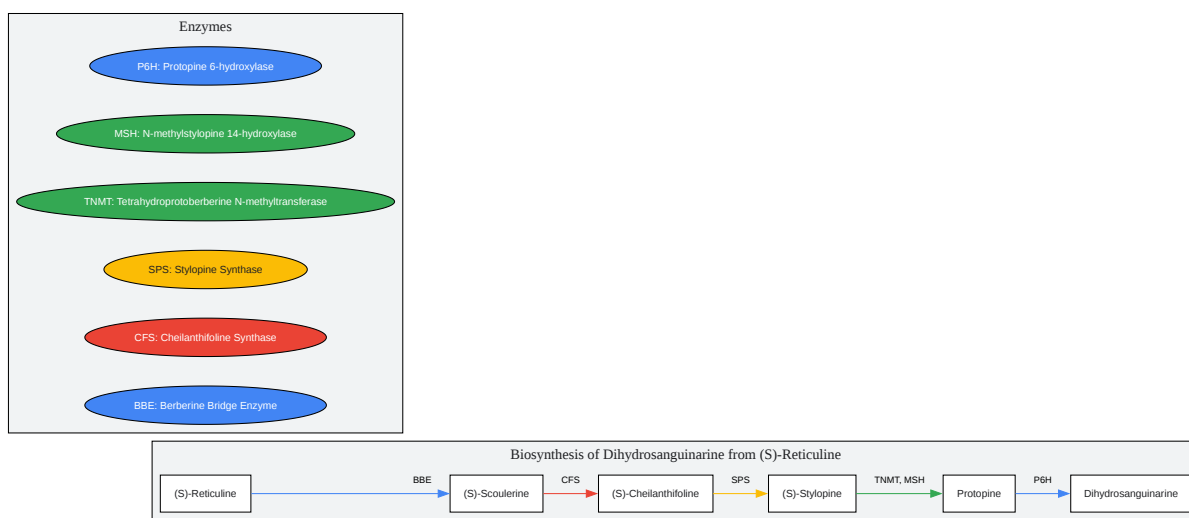 Enzymes
P6H: Protopine 6-hydroxylase
MSH: N-methylstylopine 14-hydroxylase
TNMT: Tetrahydroprotoberberine N-methyltransferase
SPS: Stylopine Synthase
CFS: Cheilanthifoline Synthase
BBE: Berberine Bridge Enzyme
Biosynthesis of Dihydrosanguinarine from (S)-Reticuline
BBE CFS SPS TNMT, MSH P6H
(S)-Reticuline (S)-Scoulerine (S)-Cheilanthifoline (S)-Stylopine Protopine Dihydrosanguinarine